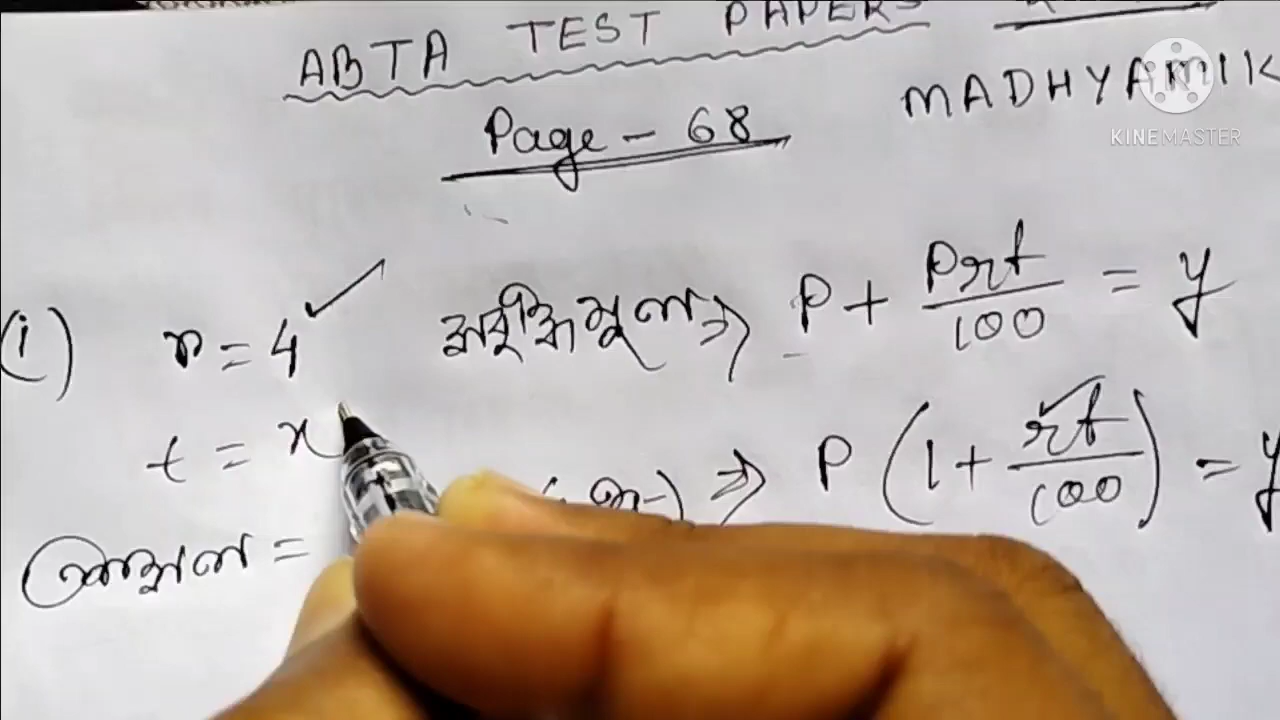 ABTA TEST PAPERS
MADHYAMIK
Page - 68
KINEMASTER
(i) r = 4 ✓ সবৃদ্ধিমূল ⇒ P + Prt/100 = y
t = x
⇒ P (1 + rt/100) = y
আসল =